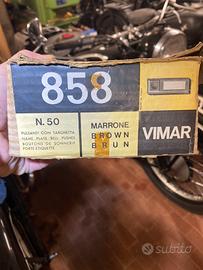 858
N. 50
PULSANTI CON TARGHETTA
NAME PLATE BELL PUSHES
BOUTONS DE SONNERIE
PORTE-ETIQUETTE
MARRONE
BROWN
BRUN
VIMAR
subito